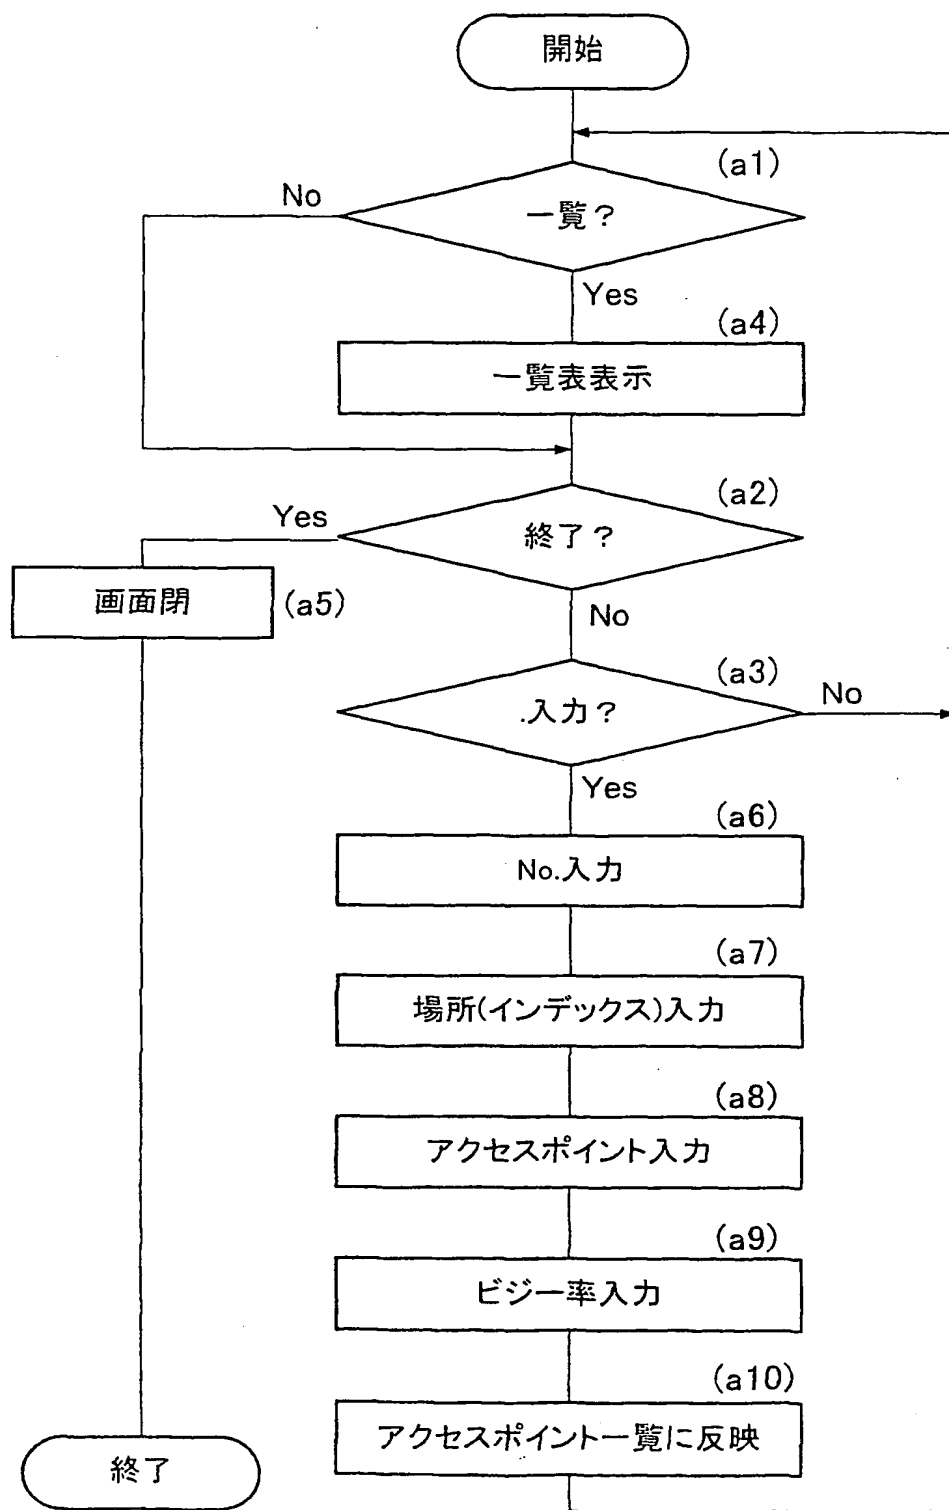 開始
(a1)
No
一覧?
Yes
(a4)
一覧表表示
(a2)
Yes
終了?
画面閉
(a5)
No
(a3)
入力?
No
Yes
(a6)
No.入力
(a7)
場所(インデックス)入力
(a8)
アクセスポイント入力
(a9)
ビジー率入力
(a10)
アクセスポイント一覧に反映
終了